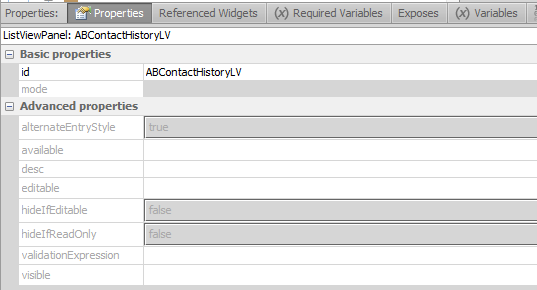 Properties: Properties Referenced Widgets (x) Required Variables Exposes (x) Variables
ListViewPanel: ABContactHistoryLV
Basic properties
id ABContactHistoryLV
mode
Advanced properties
alternateEntryStyle true
available
desc
editable
hideIfEditable false
hideIfReadOnly false
validationExpression
visible